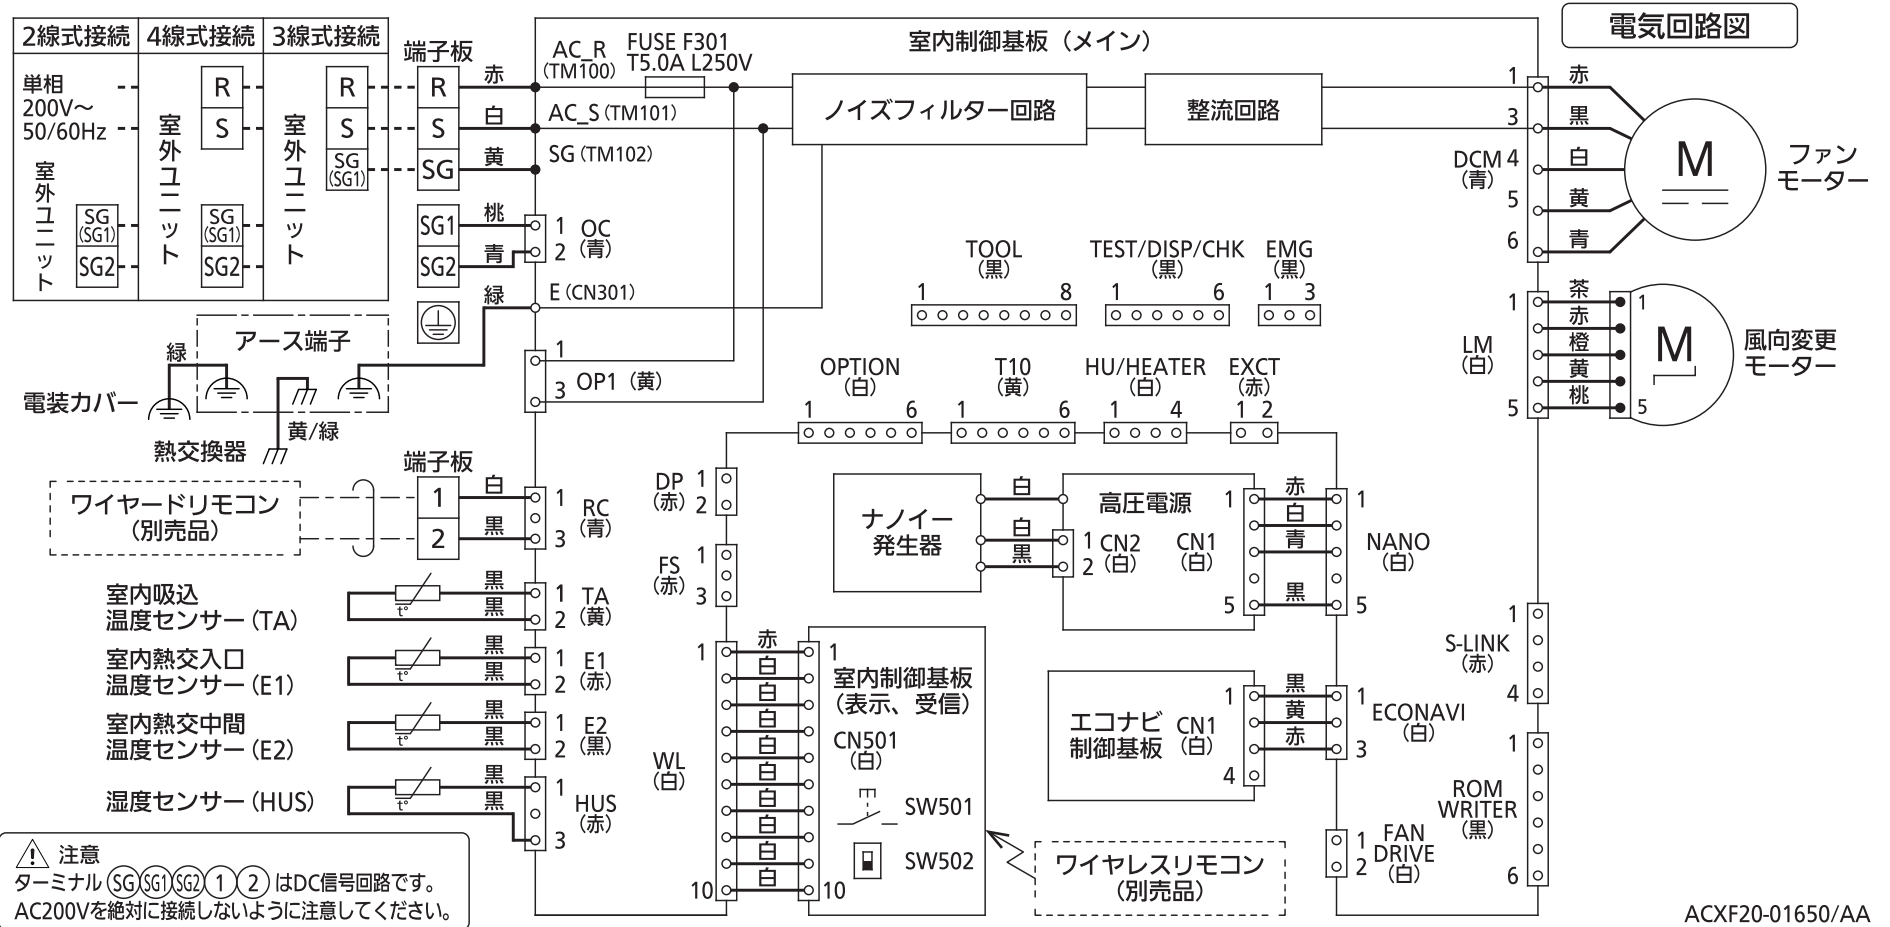 電気回路図
2線式接続 4線式接続 3線式接続
単相
200V～
50/60Hz
室外ユニット
SG
(SG1)
SG2
室外ユニット
R
S
SG
(SG1)
SG2
室外ユニット
R
S
SG
(SG1)
端子板
R
S
SG
SG1
SG2
赤
白
黄
桃
青
緑
室内制御基板（メイン）
AC_R
(TM100)
FUSE F301
T5.0A L250V
AC_S (TM101)
SG (TM102)
1
2
OC
(青)
E (CN301)
1
3
OP1 (黄)
ノイズフィルター回路
整流回路
1
3
4
5
6
DCM
(青)
赤
黒
白
黄
青
M
ファン
モーター
1
5
LM
(白)
茶
赤
橙
黄
桃
1
5
M
風向変更
モーター
TOOL
(黒)
1 8
TEST/DISP/CHK
(黒)
1 6
EMG
(黒)
1 3
OPTION
(白)
1 6
T10
(黄)
1 6
HU/HEATER
(白)
1 4
EXCT
(赤)
1 2
アース端子
緑
電装カバー
黄/緑
熱交換器
ワイヤードリモコン
(別売品)
端子板
1
2
白
黒
1
3
RC
(青)
室内吸込
温度センサー (TA)
t°
黒
黒
1
2
TA
(黄)
室内熱交入口
温度センサー (E1)
t°
黒
黒
1
2
E1
(赤)
室内熱交中間
温度センサー (E2)
t°
黒
黒
1
2
E2
(黒)
湿度センサー (HUS)
t°
黒
黒
1
3
HUS
(赤)
DP
(赤)
1
2
FS
(赤)
1
3
WL
(白)
1
10
赤
白
白
白
白
白
白
白
白
白
1
10
室内制御基板
(表示、受信)
CN501
(白)
SW501
SW502
ナノイー
発生器
白
白
黒
高圧電源
1
2
CN2
(白)
CN1
(白)
1
5
赤
白
青
黒
1
5
NANO
(白)
エコナビ
制御基板
CN1
(白)
1
4
黒
黄
赤
1
3
ECONAVI
(白)
1
2
FAN
DRIVE
(白)
S-LINK
(赤)
1
4
ROM
WRITER
(黒)
1
6
ワイヤレスリモコン
(別売品)
注意
ターミナル SG SG1 SG2 1 2 はDC信号回路です。
AC200Vを絶対に接続しないように注意してください。
ACXF20-01650/AA